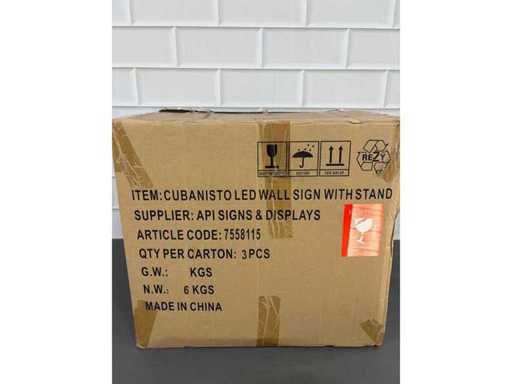 RESY
ITEM: CUBANISTO LED WALL SIGN WITH STAND
SUPPLIER: API SIGNS & DISPLAYS
ARTICLE CODE: 7558115
QTY PER CARTON: 3 PCS
G.W.: KGS
N.W.: 6 KGS
MADE IN CHINA